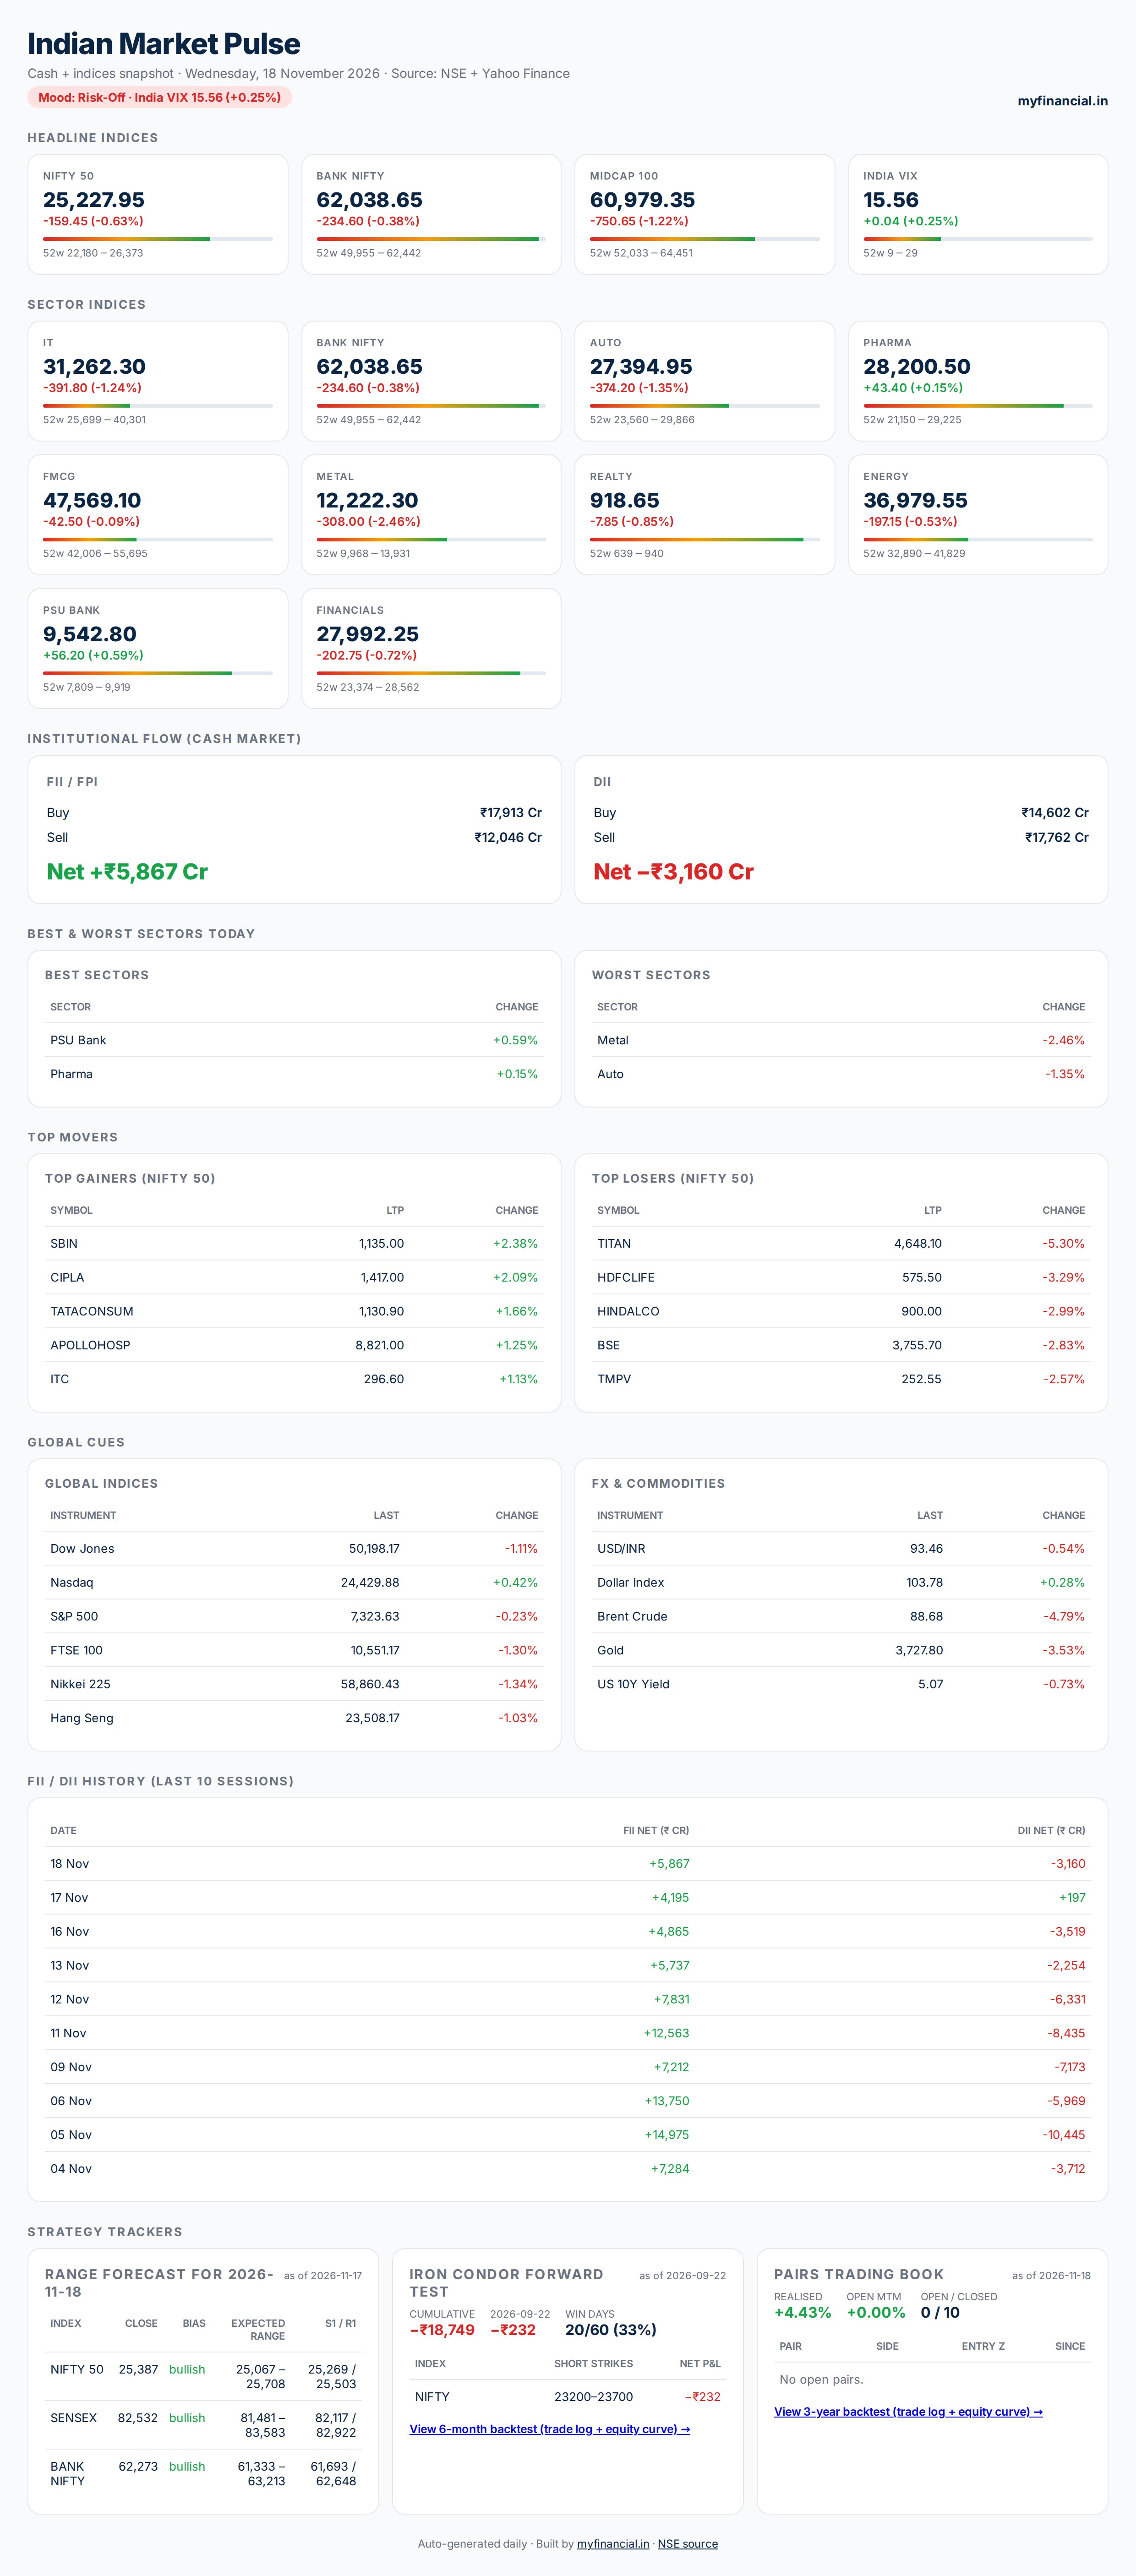 Indian Market Pulse
Cash + indices snapshot · Wednesday, 18 November 2026 · Source: NSE + Yahoo Finance
Mood: Risk-Off · India VIX 15.56 (+0.25%)
myfinancial.in
HEADLINE INDICES
NIFTY 50
25,227.95
-159.45 (-0.63%)
52w 22,180 – 26,373
BANK NIFTY
62,038.65
-234.60 (-0.38%)
52w 49,955 – 62,442
MIDCAP 100
60,979.35
-750.65 (-1.22%)
52w 52,033 – 64,451
INDIA VIX
15.56
+0.04 (+0.25%)
52w 9 – 29
SECTOR INDICES
IT
31,262.30
-391.80 (-1.24%)
52w 25,699 – 40,301
BANK NIFTY
62,038.65
-234.60 (-0.38%)
52w 49,955 – 62,442
AUTO
27,394.95
-374.20 (-1.35%)
52w 23,560 – 29,866
PHARMA
28,200.50
+43.40 (+0.15%)
52w 21,150 – 29,225
FMCG
47,569.10
-42.50 (-0.09%)
52w 42,006 – 55,695
METAL
12,222.30
-308.00 (-2.46%)
52w 9,968 – 13,931
REALTY
918.65
-7.85 (-0.85%)
52w 639 – 940
ENERGY
36,979.55
-197.15 (-0.53%)
52w 32,890 – 41,829
PSU BANK
9,542.80
+56.20 (+0.59%)
52w 7,809 – 9,919
FINANCIALS
27,992.25
-202.75 (-0.72%)
52w 23,374 – 28,562
INSTITUTIONAL FLOW (CASH MARKET)
FII / FPI
Buy ₹17,913 Cr
Sell ₹12,046 Cr
Net +₹5,867 Cr
DII
Buy ₹14,602 Cr
Sell ₹17,762 Cr
Net −₹3,160 Cr
BEST & WORST SECTORS TODAY
BEST SECTORS
SECTOR CHANGE
PSU Bank +0.59%
Pharma +0.15%
WORST SECTORS
SECTOR CHANGE
Metal -2.46%
Auto -1.35%
TOP MOVERS
TOP GAINERS (NIFTY 50)
SYMBOL LTP CHANGE
SBIN 1,135.00 +2.38%
CIPLA 1,417.00 +2.09%
TATACONSUM 1,130.90 +1.66%
APOLLOHOSP 8,821.00 +1.25%
ITC 296.60 +1.13%
TOP LOSERS (NIFTY 50)
SYMBOL LTP CHANGE
TITAN 4,648.10 -5.30%
HDFCLIFE 575.50 -3.29%
HINDALCO 900.00 -2.99%
BSE 3,755.70 -2.83%
TMPV 252.55 -2.57%
GLOBAL CUES
GLOBAL INDICES
INSTRUMENT LAST CHANGE
Dow Jones 50,198.17 -1.11%
Nasdaq 24,429.88 +0.42%
S&P 500 7,323.63 -0.23%
FTSE 100 10,551.17 -1.30%
Nikkei 225 58,860.43 -1.34%
Hang Seng 23,508.17 -1.03%
FX & COMMODITIES
INSTRUMENT LAST CHANGE
USD/INR 93.46 -0.54%
Dollar Index 103.78 +0.28%
Brent Crude 88.68 -4.79%
Gold 3,727.80 -3.53%
US 10Y Yield 5.07 -0.73%
FII / DII HISTORY (LAST 10 SESSIONS)
DATE FII NET (₹ CR) DII NET (₹ CR)
18 Nov +5,867 -3,160
17 Nov +4,195 +197
16 Nov +4,865 -3,519
13 Nov +5,737 -2,254
12 Nov +7,831 -6,331
11 Nov +12,563 -8,435
09 Nov +7,212 -7,173
06 Nov +13,750 -5,969
05 Nov +14,975 -10,445
04 Nov +7,284 -3,712
STRATEGY TRACKERS
RANGE FORECAST FOR 2026- as of 2026-11-17
11-18
INDEX CLOSE BIAS EXPECTED S1 / R1
RANGE
NIFTY 50 25,387 bullish 25,067 – 25,269 /
25,708 25,503
SENSEX 82,532 bullish 81,481 – 82,117 /
83,583 82,922
BANK 62,273 bullish 61,333 – 61,693 /
NIFTY 63,213 62,648
IRON CONDOR FORWARD as of 2026-09-22
TEST
CUMULATIVE 2026-09-22 WIN DAYS
−₹18,749 −₹232 20/60 (33%)
INDEX SHORT STRIKES NET P&L
NIFTY 23200–23700 −₹232
View 6-month backtest (trade log + equity curve) →
PAIRS TRADING BOOK as of 2026-11-18
REALISED OPEN MTM OPEN / CLOSED
+4.43% +0.00% 0 / 10
PAIR SIDE ENTRY Z SINCE
No open pairs.
View 3-year backtest (trade log + equity curve) →
Auto-generated daily · Built by myfinancial.in · NSE source